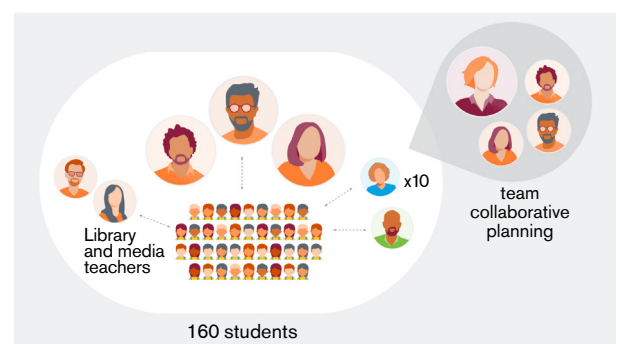 x10
Library
and media
teachers
team
collaborative
planning
160 students